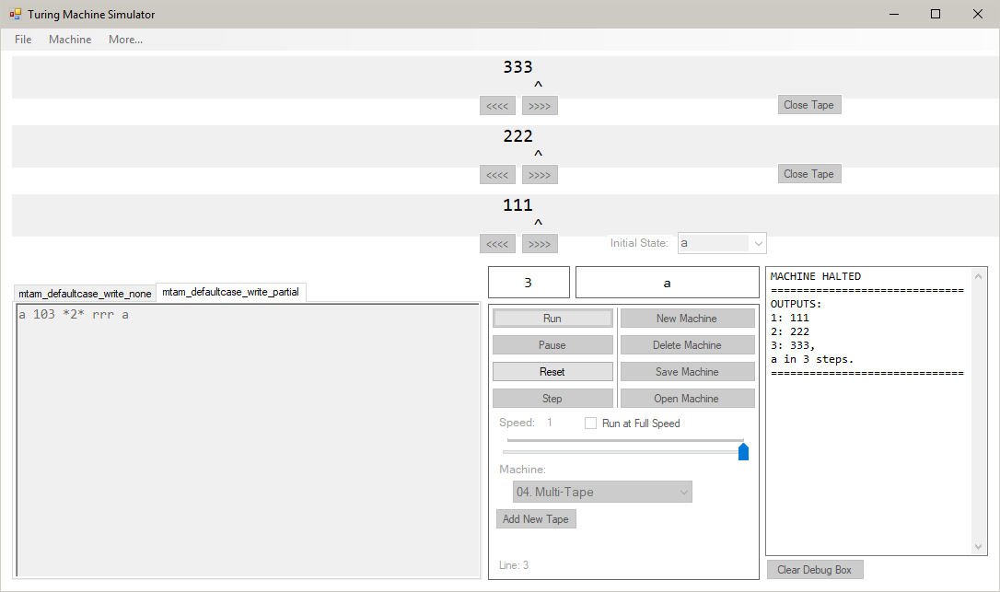 Turing Machine Simulator
File Machine More...
333
^
<<<< >>>> Close Tape
222
^
<<<< >>>> Close Tape
111
^
<<<< >>>> Initial State: a
mtam_defaultcase_write_none mtam_defaultcase_write_partial
a 103 *2* rrr a
3 a
Run New Machine
Pause Delete Machine
Reset Save Machine
Step Open Machine
Speed: 1 Run at Full Speed
Machine:
04. Multi-Tape
Add New Tape
Line: 3
MACHINE HALTED
==============================
OUTPUTS:
1: 111
2: 222
3: 333,
a in 3 steps.
==============================
Clear Debug Box